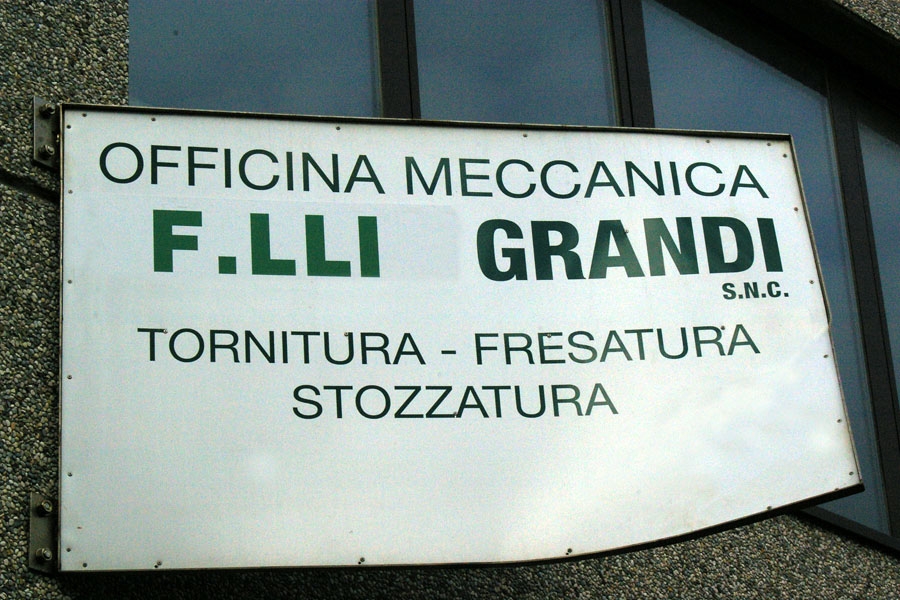 OFFICINA MECCANICA
F.LLI GRANDI
S.N.C.
TORNITURA - FRESATURA
STOZZATURA